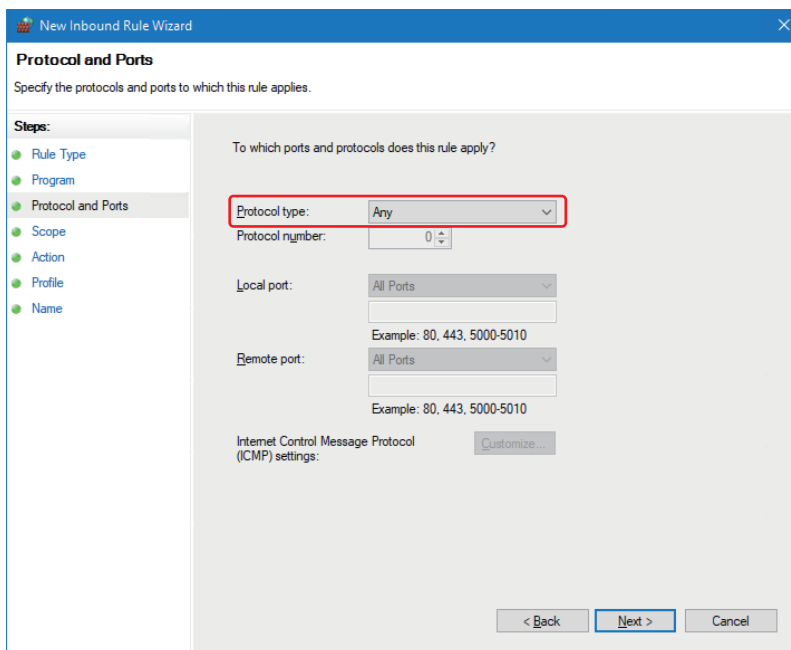 New Inbound Rule Wizard
Protocol and Ports
Specify the protocols and ports to which this rule applies.
Steps:
Rule Type
Program
Protocol and Ports
Scope
Action
Profile
Name
To which ports and protocols does this rule apply?
Protocol type: Any
Protocol number: 0
Local port: All Ports
Example: 80, 443, 5000-5010
Remote port: All Ports
Example: 80, 443, 5000-5010
Internet Control Message Protocol Customize...
(ICMP) settings:
< Back Next > Cancel